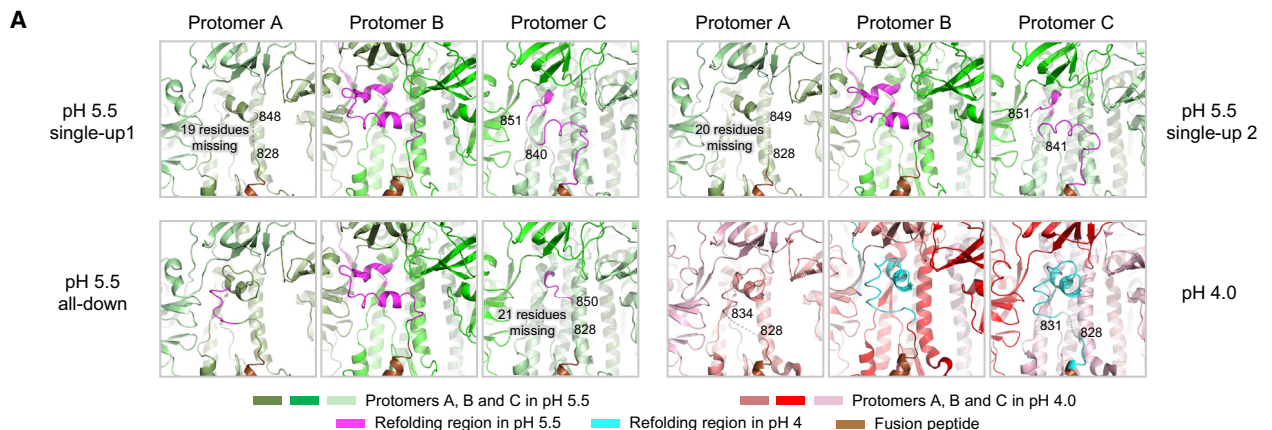 A
Protomer A Protomer B Protomer C Protomer A Protomer B Protomer C
pH 5.5
single-up1
848
19 residues
missing
828
851
840
849
20 residues
missing
828
851
841
pH 5.5
single-up 2
pH 5.5
all-down
850
21 residues
missing
828
834
828
831
828
pH 4.0
Protomers A, B and C in pH 5.5 Protomers A, B and C in pH 4.0
Refolding region in pH 5.5 Refolding region in pH 4 Fusion peptide